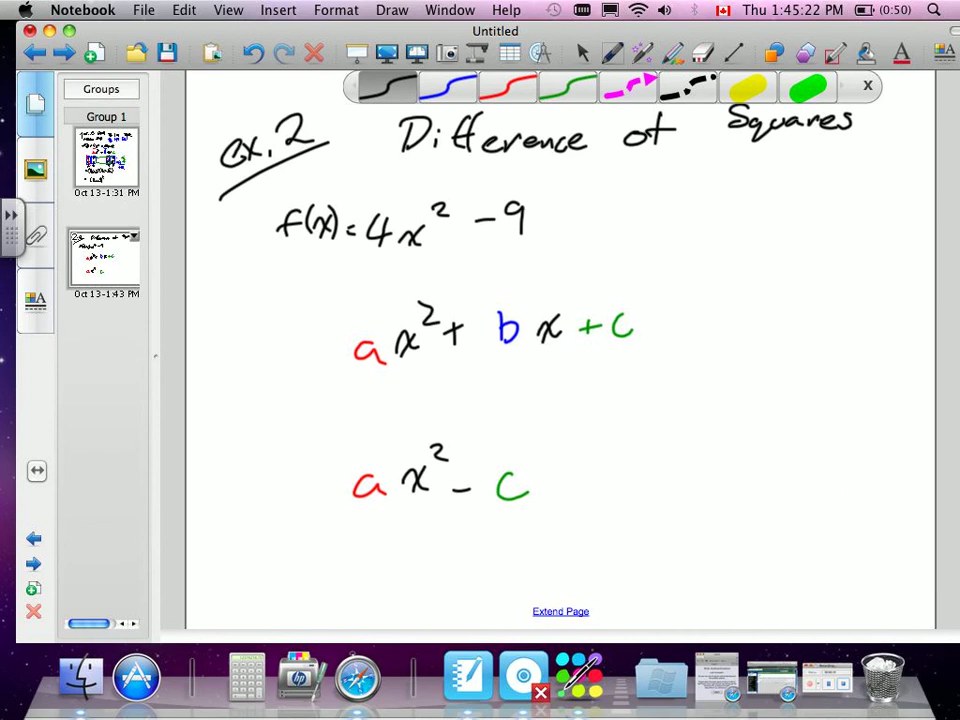 Notebook File Edit View Insert Format Draw Window Help Thu 1:45:22 PM (0:50)
Untitled
Groups
Group 1
Oct 13-1:31 PM
Oct 13-1:43 PM
x
ex. 2 Difference of Squares
f(x) = 4x² - 9
ax² + bx + c
ax² - c
Extend Page